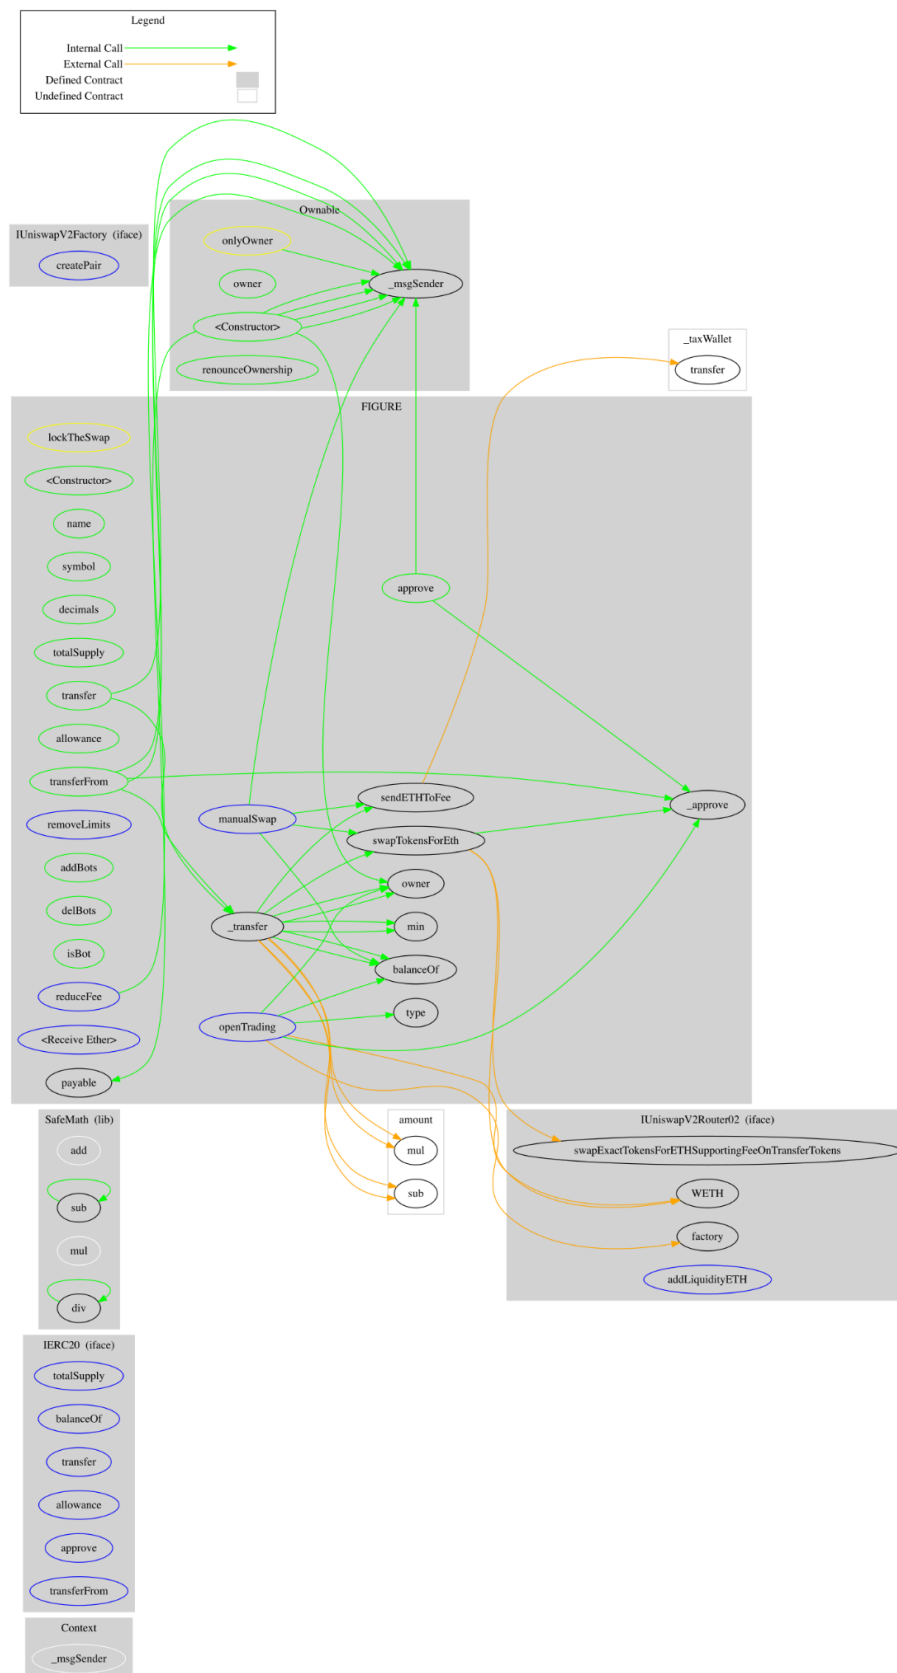 Legend
Internal Call
External Call
Defined Contract
Undefined Contract
IUniswapV2Factory (iface)
createPair
Ownable
onlyOwner
owner
<Constructor>
renounceOwnership
_msgSender
_taxWallet
transfer
FIGURE
lockTheSwap
<Constructor>
name
symbol
decimals
totalSupply
transfer
allowance
transferFrom
removeLimits
addBots
delBots
isBot
reduceFee
<Receive Ether>
payable
manualSwap
_transfer
openTrading
approve
sendETHToFee
swapTokensForEth
owner
min
balanceOf
type
_approve
SafeMath (lib)
add
sub
mul
div
amount
mul
sub
IUniswapV2Router02 (iface)
swapExactTokensForETHSupportingFeeOnTransferTokens
WETH
factory
addLiquidityETH
IERC20 (iface)
totalSupply
balanceOf
transfer
allowance
approve
transferFrom
Context
_msgSender